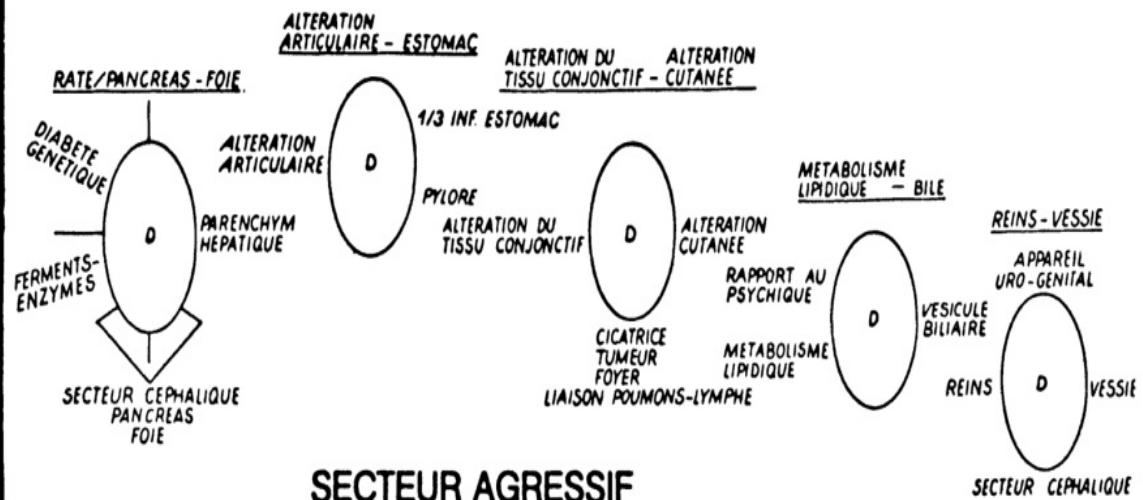 RATE/PANCREAS - FOIE
DIABETE
GENETIQUE
D
PARENCHYM
HEPATIQUE
FERMENTS-
ENZYMES
SECTEUR CEPHALIQUE
PANCREAS
FOIE
ALTERATION
ARTICULAIRE - ESTOMAC
ALTERATION
ARTICULAIRE
D
1/3 INF. ESTOMAC
PYLORE
ALTERATION DU ALTERATION
TISSU CONJONCTIF - CUTANÉE
ALTERATION DU
TISSU CONJONCTIF
D
ALTERATION
CUTANÉE
CICATRICE
TUMEUR
FOYER
LIAISON POUMONS-LYMPHE
METABOLISME
LIPIDIQUE - BILE
RAPPORT AU
PSYCHIQUE
D
VESICULE
BILIAIRE
METABOLISME
LIPIDIQUE
REINS - VESSIE
APPAREIL
URO-GENITAL
REINS
D
VESSIE
SECTEUR CEPHALIQUE
SECTEUR AGRESSIF